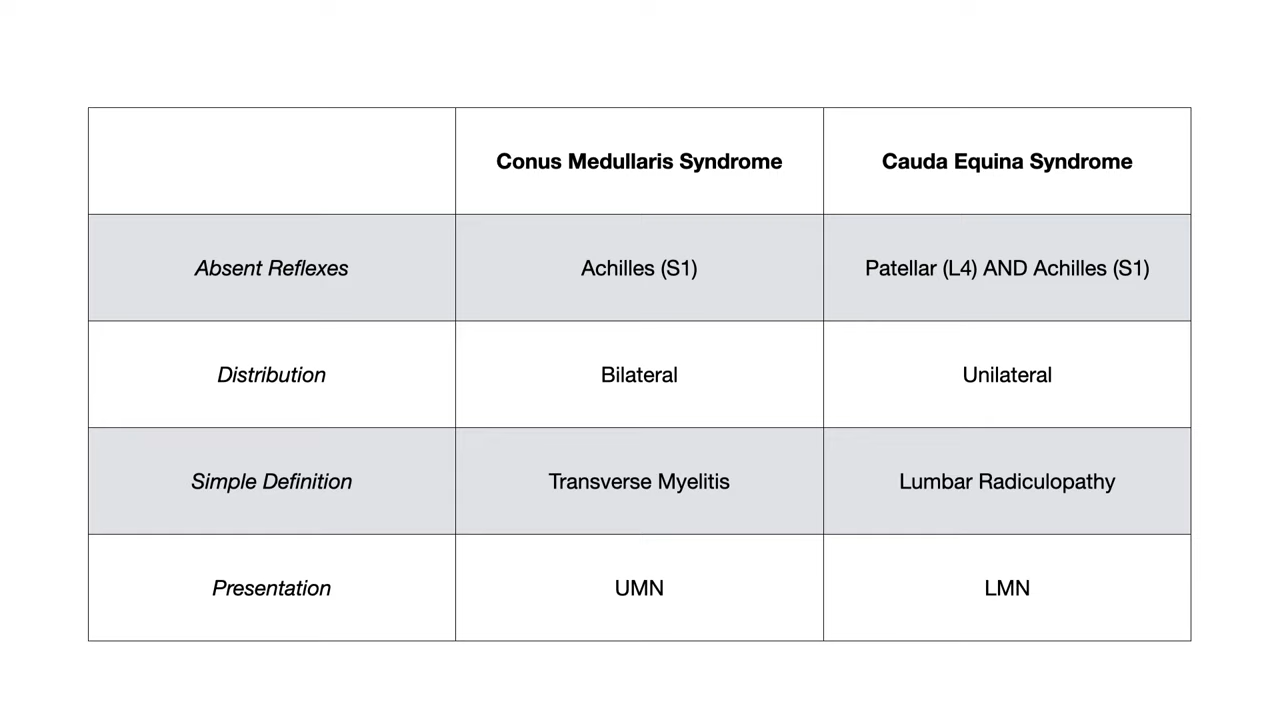 Conus Medullaris Syndrome
Cauda Equina Syndrome
Absent Reflexes
Achilles (S1)
Patellar (L4) AND Achilles (S1)
Distribution
Bilateral
Unilateral
Simple Definition
Transverse Myelitis
Lumbar Radiculopathy
Presentation
UMN
LMN